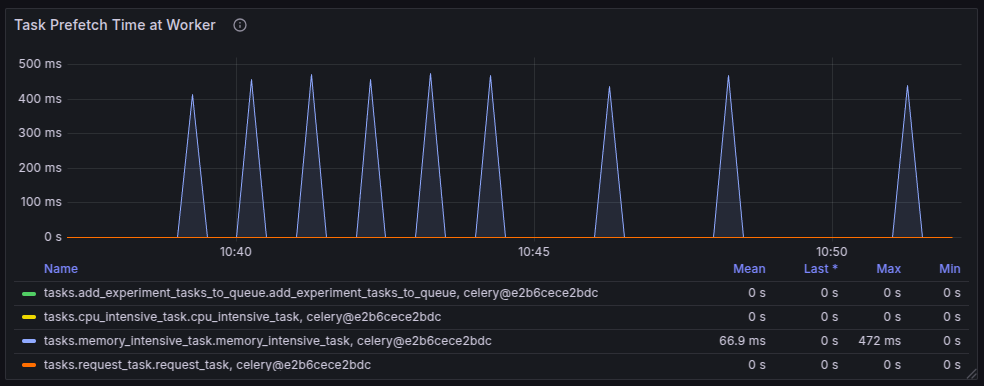 Task Prefetch Time at Worker
500 ms
400 ms
300 ms
200 ms
100 ms
0 s
10:40 10:45 10:50
Name Mean Last * Max Min
tasks.add_experiment_tasks_to_queue.add_experiment_tasks_to_queue, celery@e2b6cece2bdc 0 s 0 s 0 s 0 s
tasks.cpu_intensive_task.cpu_intensive_task, celery@e2b6cece2bdc 0 s 0 s 0 s 0 s
tasks.memory_intensive_task.memory_intensive_task, celery@e2b6cece2bdc 66.9 ms 0 s 472 ms 0 s
tasks.request_task.request_task, celery@e2b6cece2bdc 0 s 0 s 0 s 0 s